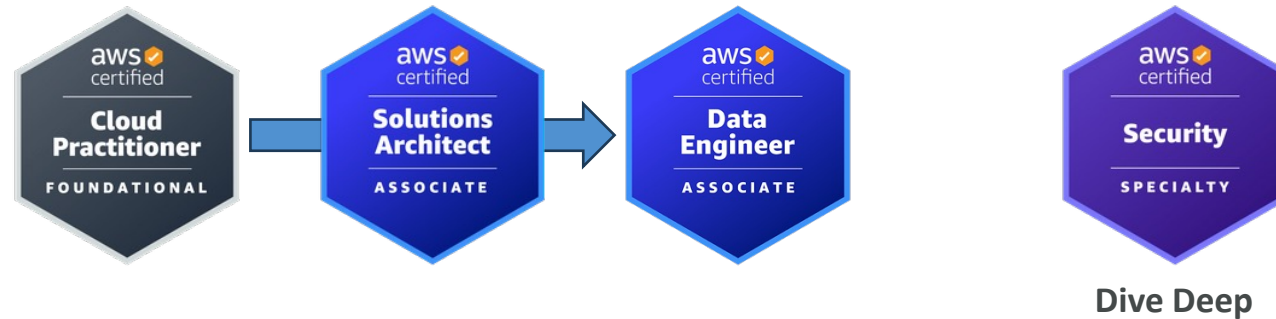 aws
certified
Cloud
Practitioner
FOUNDATIONAL
aws
certified
Solutions
Architect
ASSOCIATE
aws
certified
Data
Engineer
ASSOCIATE
aws
certified
Security
SPECIALTY
Dive Deep